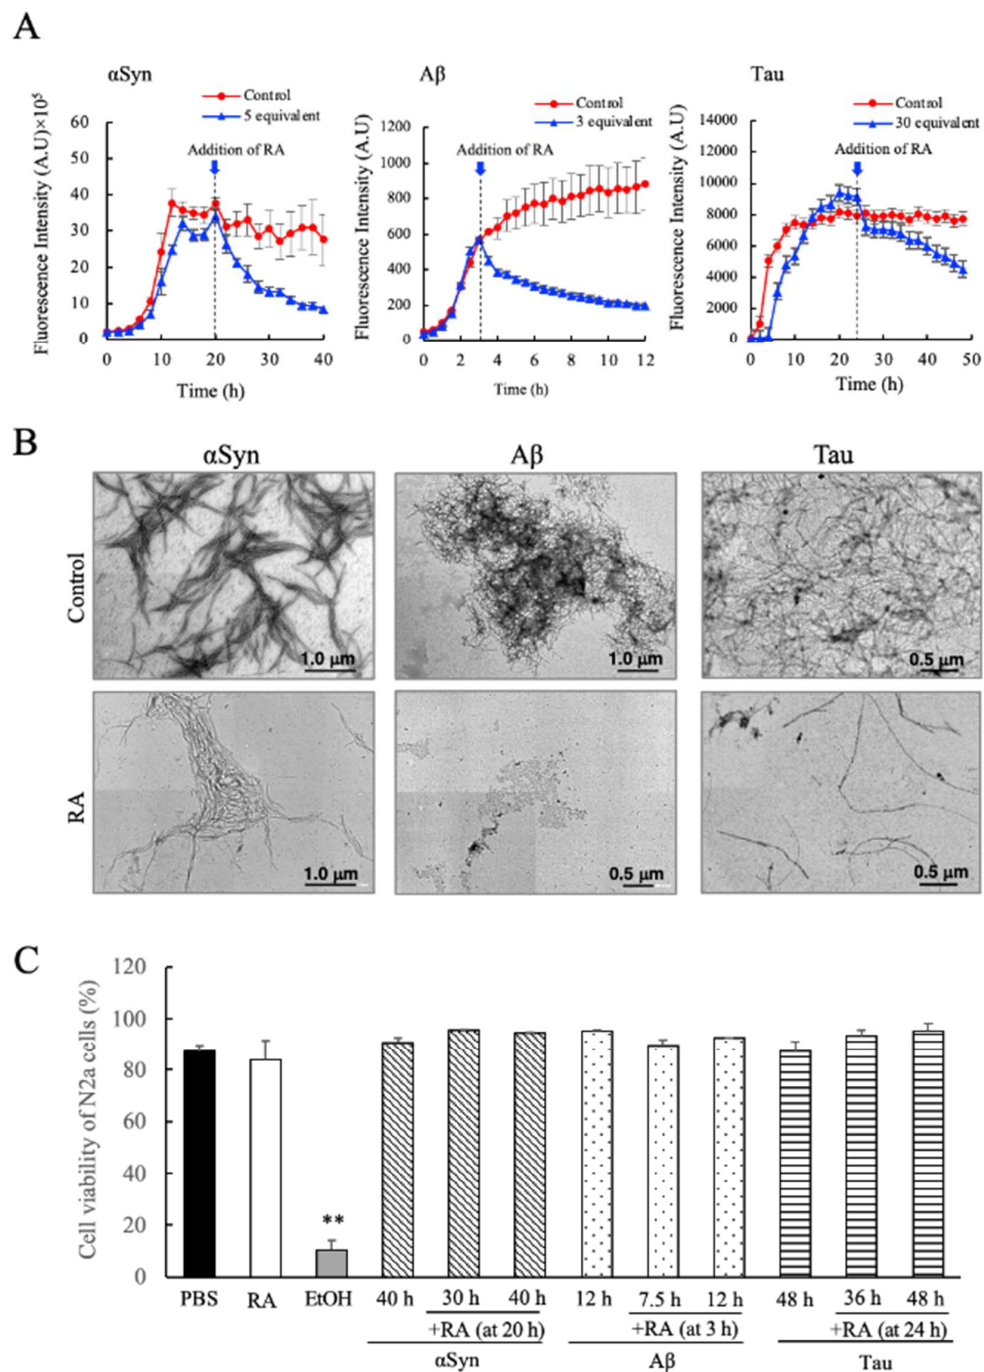 A
αSyn
Control
5 equivalent
Addition of RA
Fluorescence Intensity (A.U)×10⁵
60
50
40
30
20
10
0
0 10 20 30 40
Time (h)
Aβ
Control
3 equivalent
Addition of RA
Fluorescence Intensity (A.U)
1200
1000
800
600
400
200
0
0 2 4 6 8 10 12
Time (h)
Tau
Control
30 equivalent
Addition of RA
Fluorescence Intensity (A.U)
14000
12000
10000
8000
6000
4000
2000
0
0 10 20 30 40 50
Time (h)
B
αSyn Aβ Tau
Control
1.0 μm 1.0 μm 0.5 μm
RA
1.0 μm 0.5 μm 0.5 μm
C
Cell viability of N2a cells (%)
120
100
80
60
40
20
0
**
PBS RA EtOH 40 h 30 h 40 h 12 h 7.5 h 12 h 48 h 36 h 48 h
+RA (at 20 h) +RA (at 3 h) +RA (at 24 h)
αSyn Aβ Tau